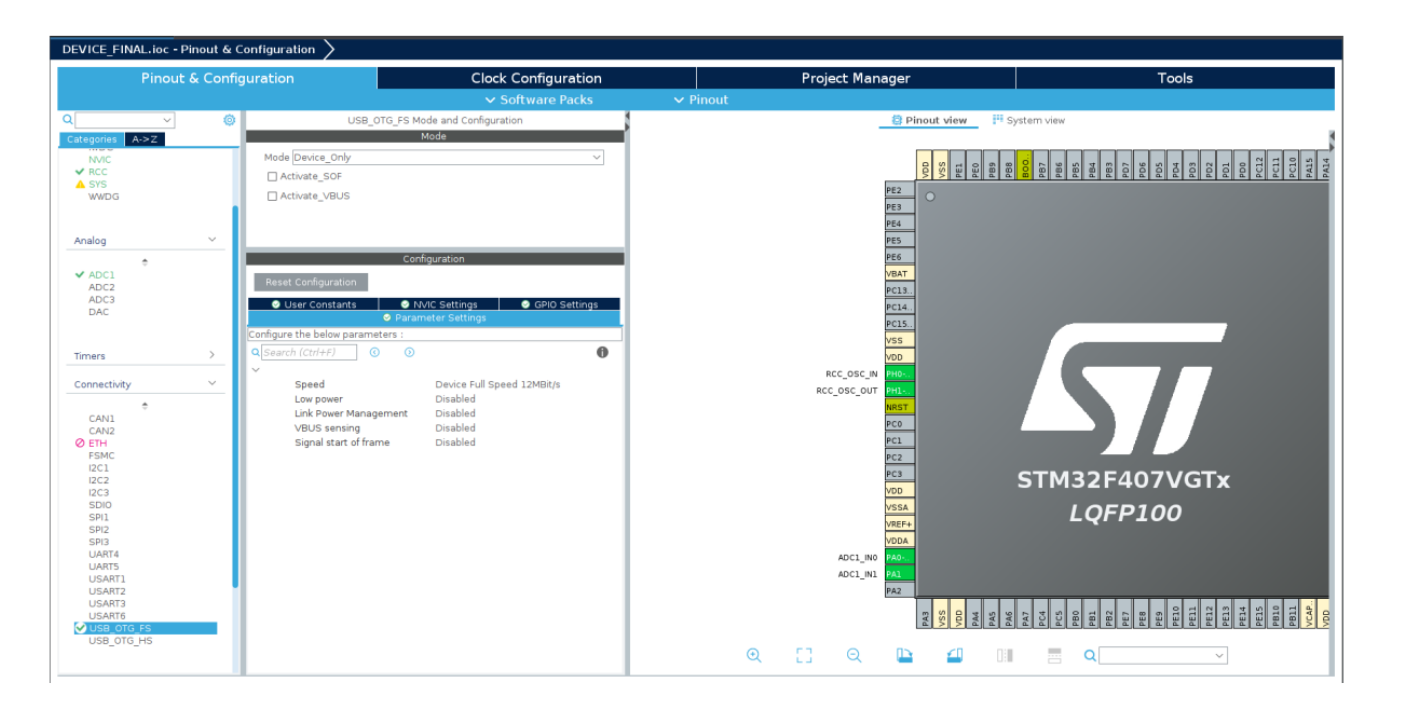 DEVICE_FINAL.ioc - Pinout & Configuration
Pinout & Configuration
Clock Configuration
Project Manager
Tools
Software Packs
Pinout
Categories
A->Z
NVIC
RCC
SYS
WWDG
Analog
ADC1
ADC2
ADC3
DAC
Timers
Connectivity
CAN1
CAN2
ETH
FSMC
I2C1
I2C2
I2C3
SDIO
SPI1
SPI2
SPI3
UART4
UART5
USART1
USART2
USART3
USART6
USB_OTG_FS
USB_OTG_HS
USB_OTG_FS Mode and Configuration
Mode
Mode Device_Only
Activate_SOF
Activate_VBUS
Configuration
Reset Configuration
User Constants
NVIC Settings
GPIO Settings
Parameter Settings
Configure the below parameters :
Search (Ctrl+F)
Speed Device Full Speed 12MBit/s
Low power Disabled
Link Power Management Disabled
VBUS sensing Disabled
Signal start of frame Disabled
Pinout view
System view
VDD
VSS
PE1
PE0
PB9
PB8
BOO..
PB7
PB6
PB5
PB4
PB3
PD7
PD6
PD5
PD4
PD3
PD2
PD1
PD0
PC12
PC11
PC10
PA15
PA14
PE2
PE3
PE4
PE5
PE6
VBAT
PC13..
PC14..
PC15..
VSS
VDD
RCC_OSC_IN PH0-..
RCC_OSC_OUT PH1-..
NRST
PC0
PC1
PC2
PC3
VDD
VSSA
VREF+
VDDA
ADC1_IN0 PA0-..
ADC1_IN1 PA1
PA2
ST
STM32F407VGTx
LQFP100
PA3
VSS
VDD
PA4
PA5
PA6
PA7
PC4
PC5
PB0
PB1
PB2
PE7
PE8
PE9
PE10
PE11
PE12
PE13
PE14
PE15
PB10
PB11
VCAP..
VDD